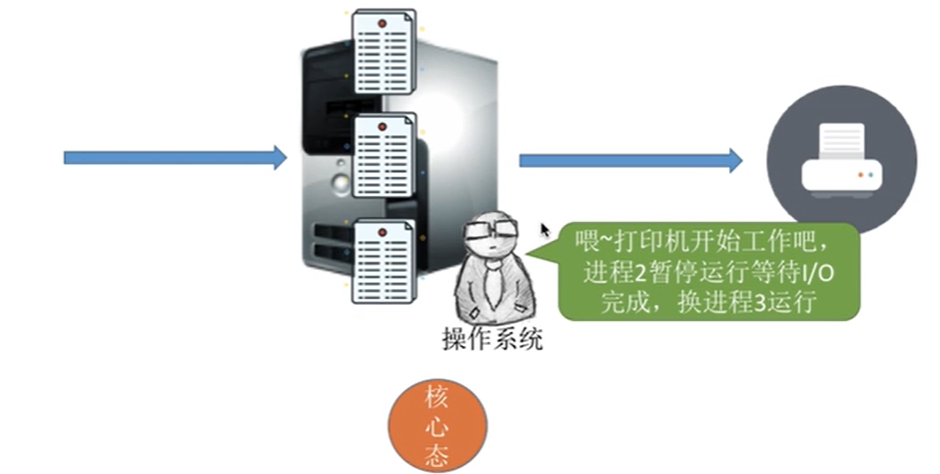 喂~打印机开始工作吧，
进程2暂停运行等待I/O
完成，换进程3运行
操作系统
核
心
态